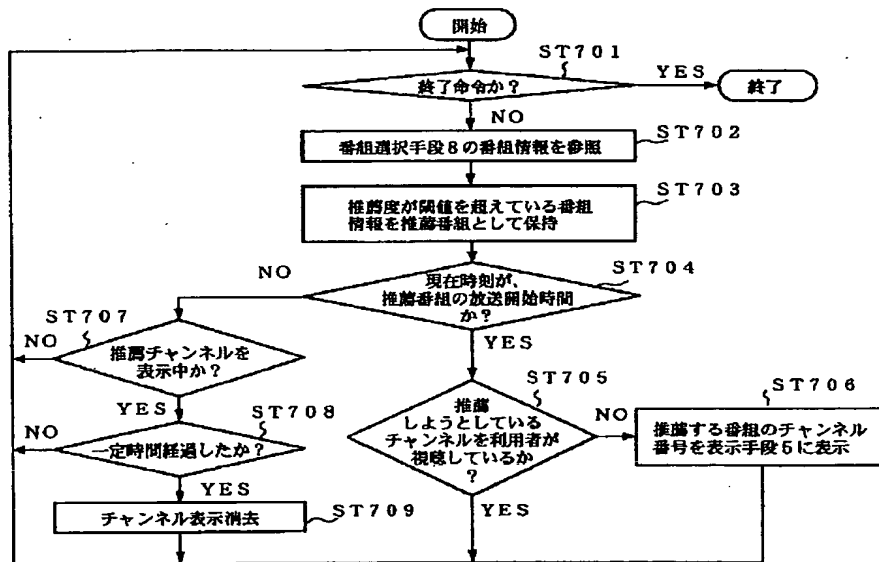 開始
ST701
終了命令か?
YES
終了
NO
ST702
番組選択手段8の番組情報を参照
ST703
推薦度が閾値を超えている番組
情報を推薦番組として保持
ST704
現在時刻が、
推薦番組の放送開始時間
か?
NO
YES
ST707
推薦チャンネルを
表示中か?
NO
YES
ST708
一定時間経過したか?
NO
YES
ST709
チャンネル表示消去
ST705
推薦
しようとしている
チャンネルを利用者が
視聴しているか
?
NO
YES
ST706
推薦する番組のチャンネル
番号を表示手段5に表示